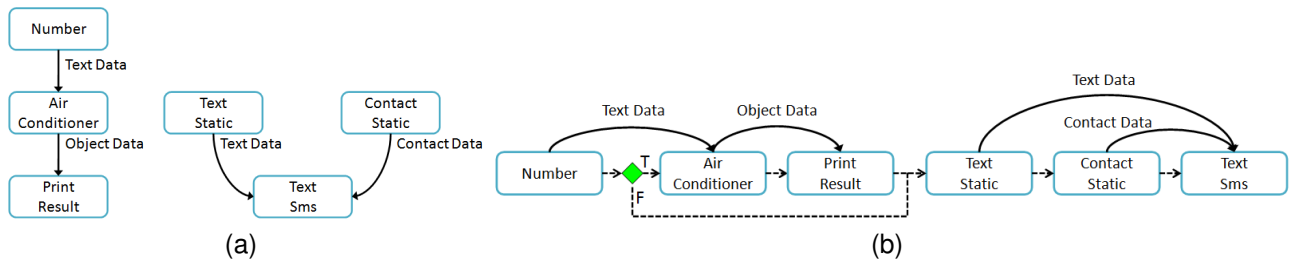 Number
Text Data
Air
Conditioner
Object Data
Print
Result
Text
Static
Text Data
Contact
Static
Contact Data
Text
Sms
(a)
Text Data
Object Data
Text Data
Contact Data
Number
T
F
Air
Conditioner
Print
Result
Text
Static
Contact
Static
Text
Sms
(b)